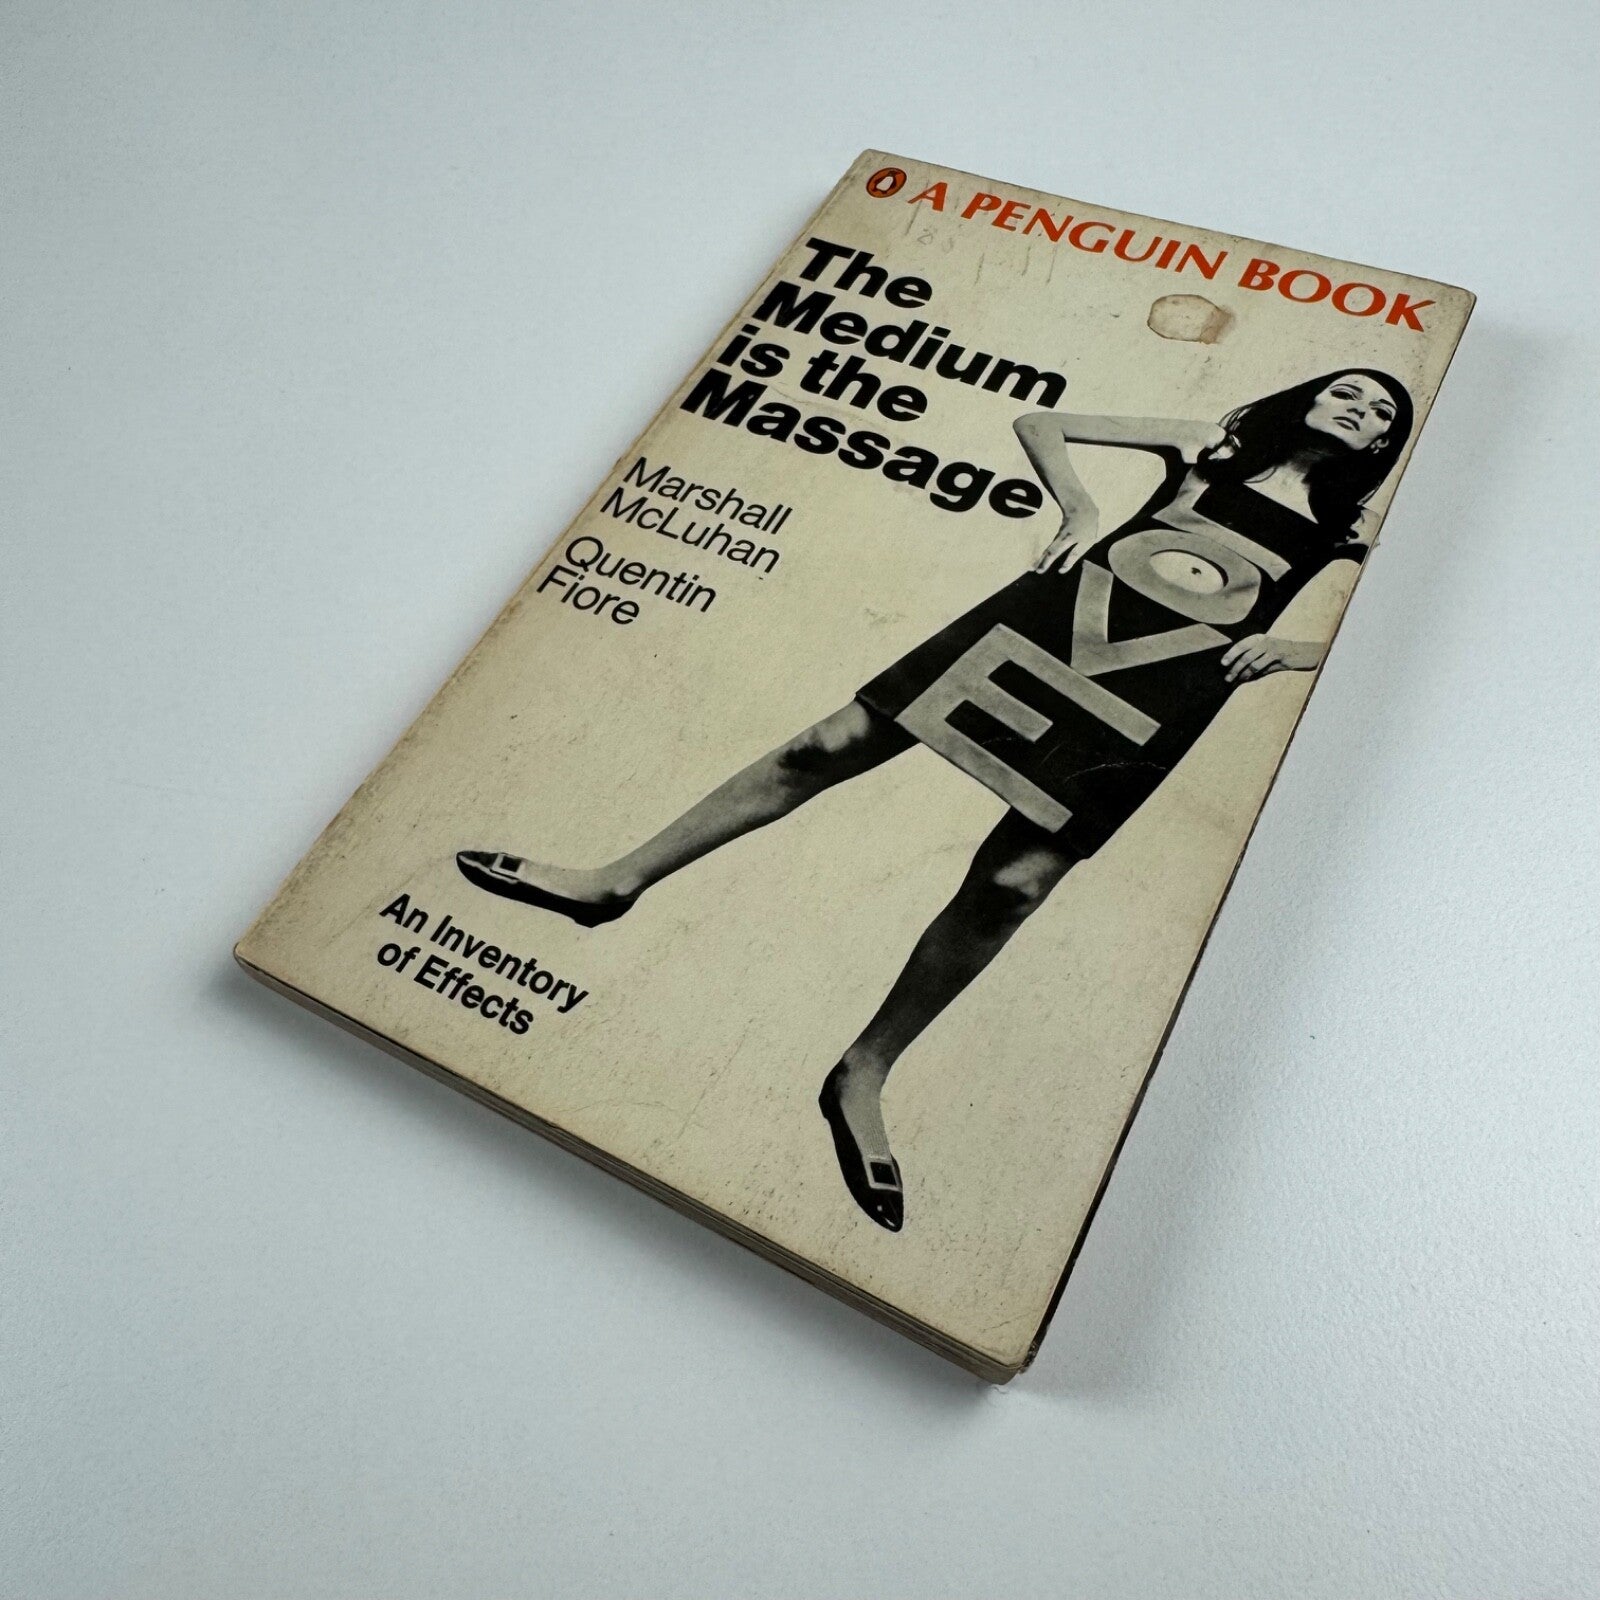 A PENGUIN BOOK
The
Medium
is the
Massage
Marshall
McLuhan
Quentin
Fiore
LOVE
An Inventory
of Effects